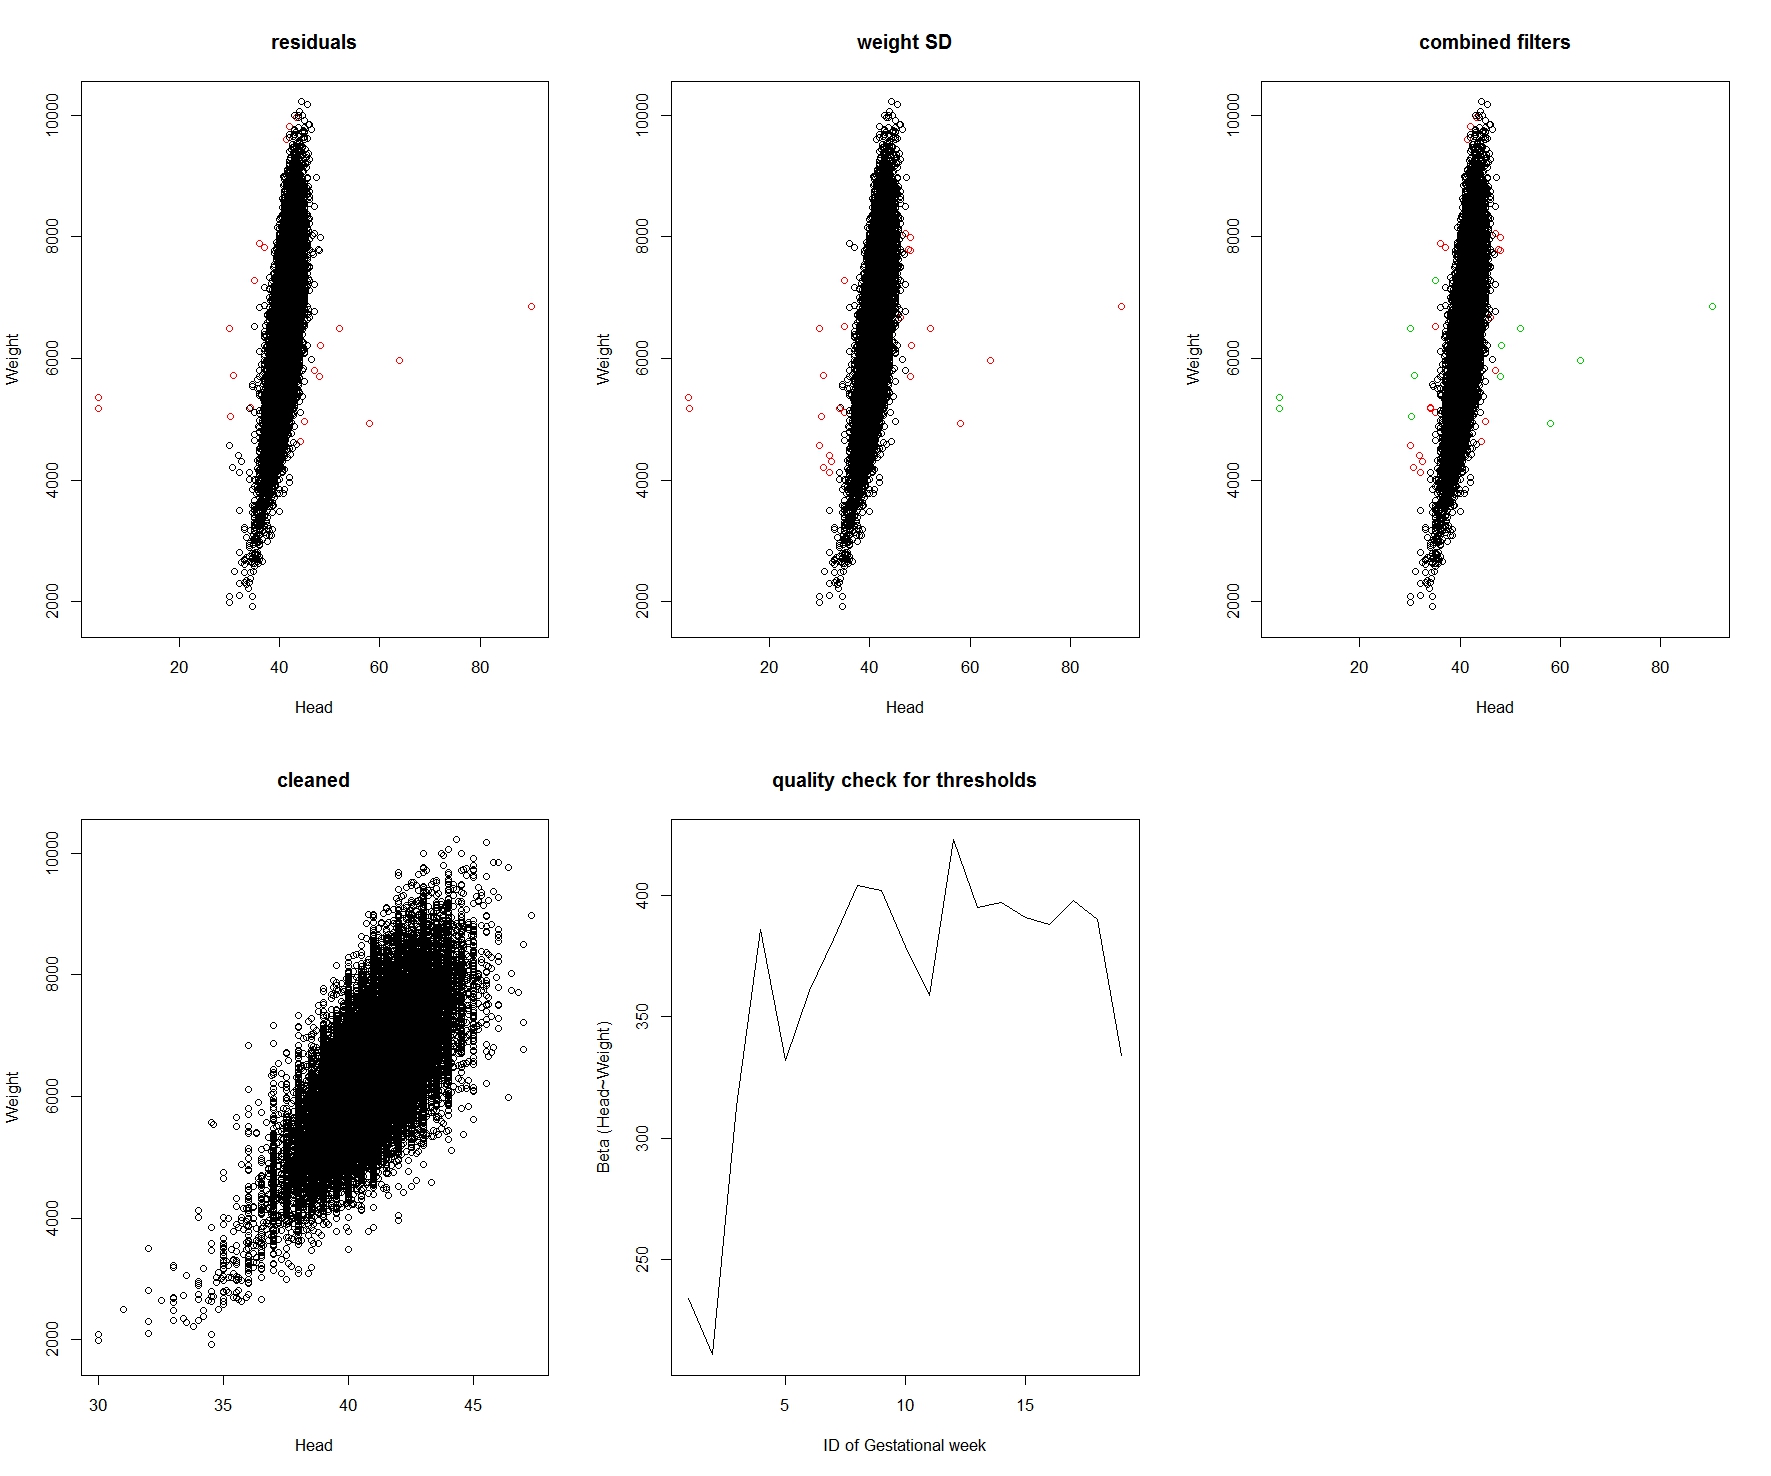 residuals
weight SD
combined filters
Weight
10000
8000
6000
4000
2000
20 40 60 80
Head
Weight
10000
8000
6000
4000
2000
20 40 60 80
Head
Weight
10000
8000
6000
4000
2000
20 40 60 80
Head
cleaned
quality check for thresholds
Weight
10000
8000
6000
4000
2000
30 35 40 45
Head
Beta (Head~Weight)
400
350
300
250
5 10 15
ID of Gestational week